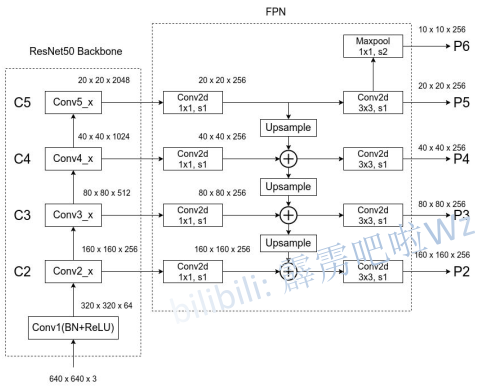 FPN
10 x 10 x 256
Maxpool
1x1, s2
P6
ResNet50 Backbone
20 x 20 x 2048
20 x 20 x 256
20 x 20 x 256
C5
Conv5_x
Conv2d
1x1, s1
Conv2d
3x3, s1
P5
Upsample
40 x 40 x 1024
40 x 40 x 256
40 x 40 x 256
C4
Conv4_x
Conv2d
1x1, s1
Conv2d
3x3, s1
P4
Upsample
80 x 80 x 512
80 x 80 x 256
80 x 80 x 256
C3
Conv3_x
Conv2d
1x1, s1
Conv2d
3x3, s1
P3
Upsample
160 x 160 x 256
160 x 160 x 256
160 x 160 x 256
C2
Conv2_x
Conv2d
1x1, s1
Conv2d
3x3, s1
P2
320 x 320 x 64
Conv1(BN+ReLU)
640 x 640 x 3
bilibili: 霹雳吧啦Wz